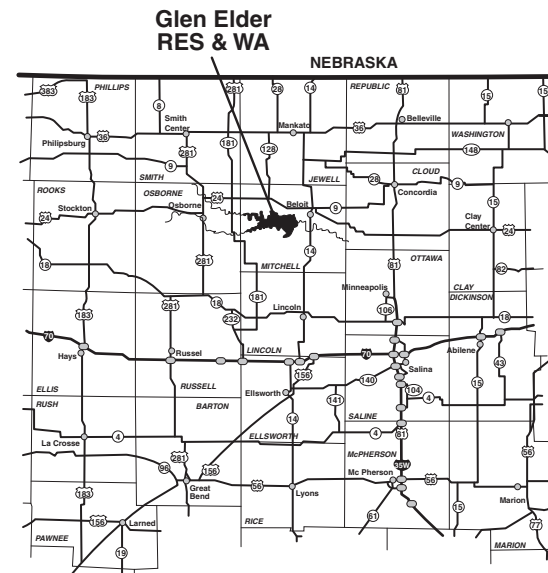 Glen Elder
RES & WA
NEBRASKA
383
183
PHILLIPS
8
281
28
14
REPUBLIC
81
15
15
Smith
Center
Mankato
36
Belleville
Philipsburg
36
281
181
128
WASHINGTON
148
9
SMITH
JEWELL
28
CLOUD
9
Concordia
ROOKS
OSBORNE
24
Beloit
9
15
Stockton
Osborne
24
Clay
Center
24
14
18
281
MITCHELL
81
OTTAWA
82
Minneapolis
CLAY
DICKINSON
281
18
181
106
183
232
Lincoln
18
70
Hays
Russel
LINCOLN
70
Abilene
156
Salina
43
ELLIS
RUSSELL
Ellsworth
140
15
RUSH
BARTON
141
104
4
14
SALINE
La Crosse
4
ELLSWORTH
4
81
56
281
156
McPHERSON
96
35W
183
Great
Bend
56
Lyons
Mc Pherson
56
Marion
156
Larned
RICE
61
15
77
PAWNEE
19
MARION